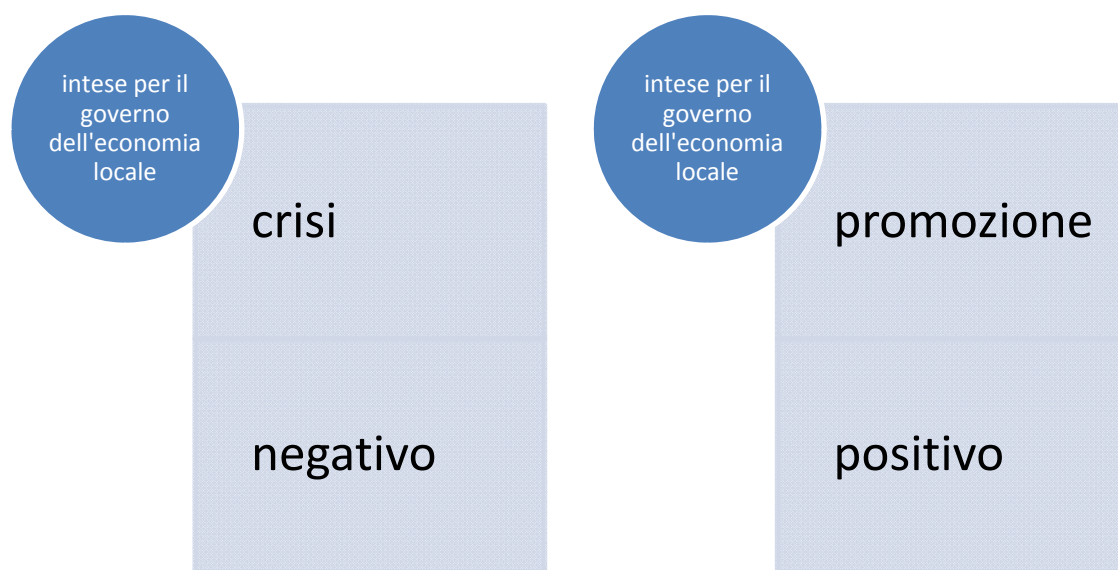 intese per il
governo
dell'economia
locale
crisi
negativo
intese per il
governo
dell'economia
locale
promozione
positivo